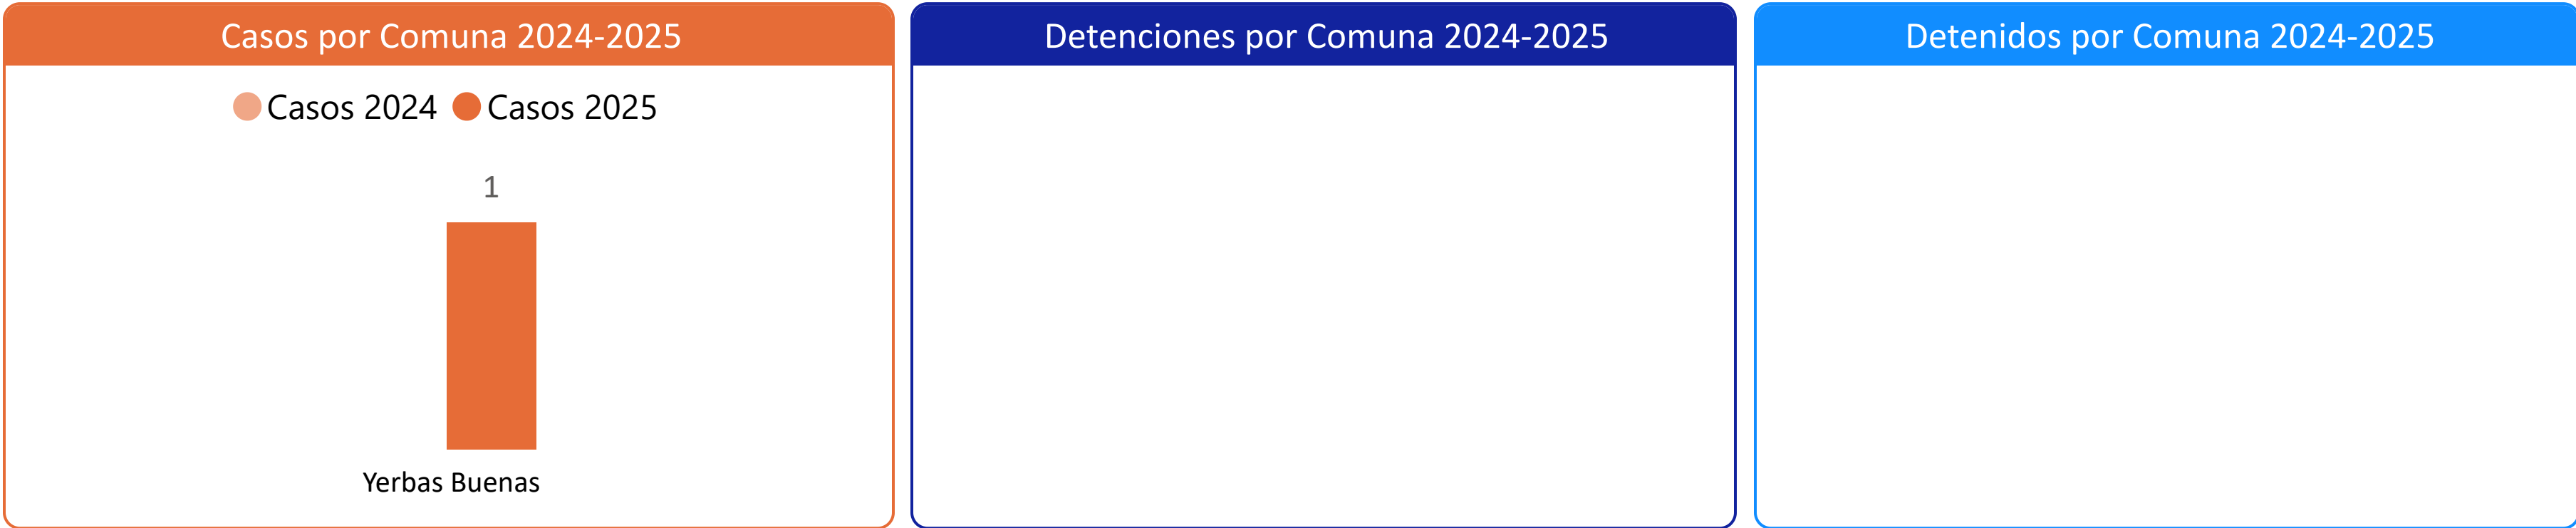 Casos por Comuna 2024-2025
Casos 2024 Casos 2025
1
Yerbas Buenas
Detenciones por Comuna 2024-2025
Detenidos por Comuna 2024-2025